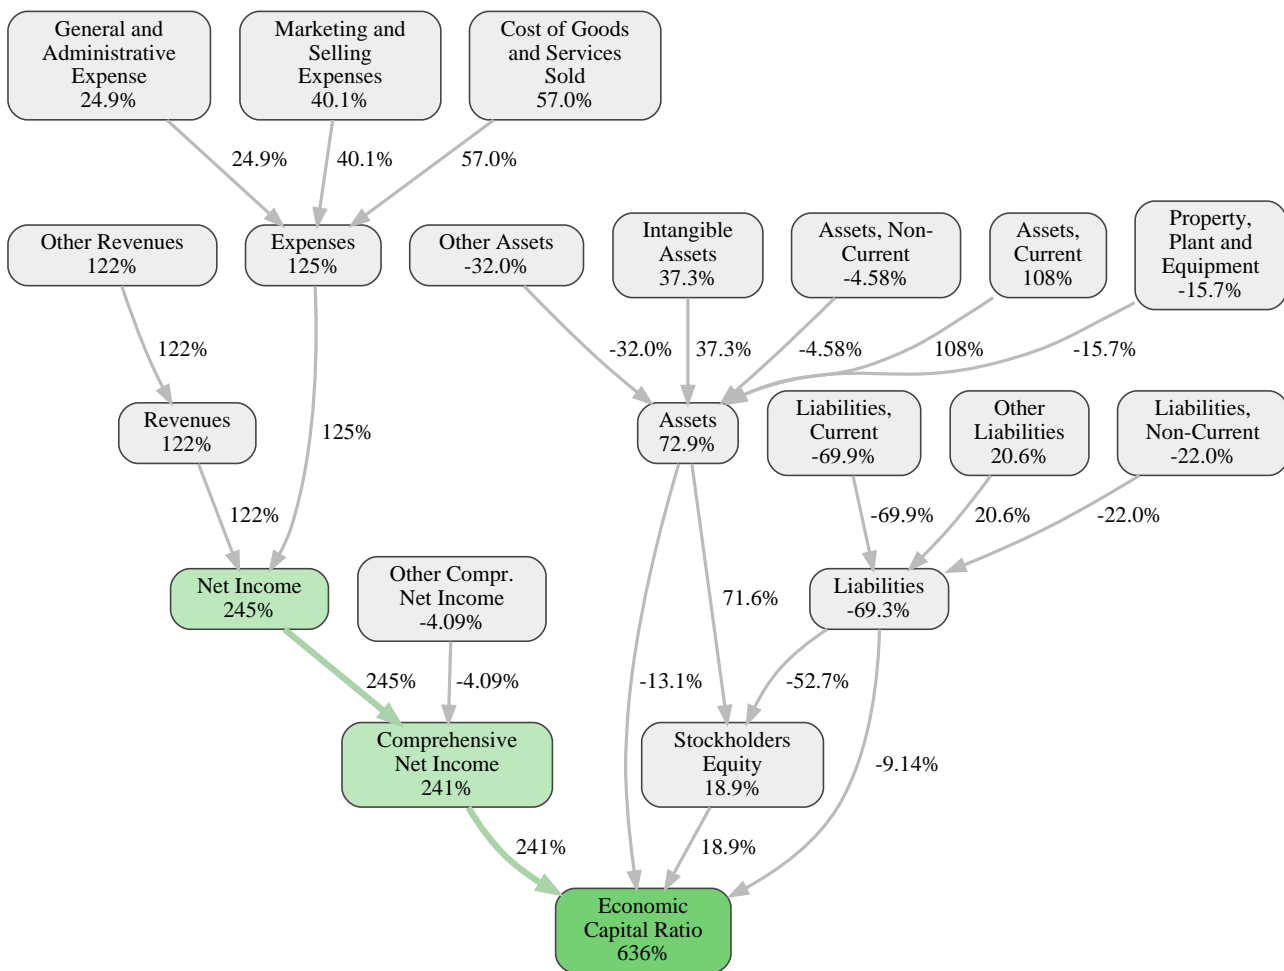 General and
Administrative
Expense
24.9%
Marketing and
Selling
Expenses
40.1%
Cost of Goods
and Services
Sold
57.0%
24.9%
40.1%
57.0%
Other Revenues
122%
Expenses
125%
Other Assets
-32.0%
Intangible
Assets
37.3%
Assets, Non-
Current
-4.58%
Assets,
Current
108%
Property,
Plant and
Equipment
-15.7%
122%
-32.0%
37.3%
-4.58%
108%
-15.7%
Revenues
122%
125%
Assets
72.9%
Liabilities,
Current
-69.9%
Other
Liabilities
20.6%
Liabilities,
Non-Current
-22.0%
122%
-69.9%
20.6%
-22.0%
Net Income
245%
Other Compr.
Net Income
-4.09%
71.6%
Liabilities
-69.3%
245%
-4.09%
-13.1%
-52.7%
Comprehensive
Net Income
241%
Stockholders
Equity
18.9%
-9.14%
241%
18.9%
Economic
Capital Ratio
636%